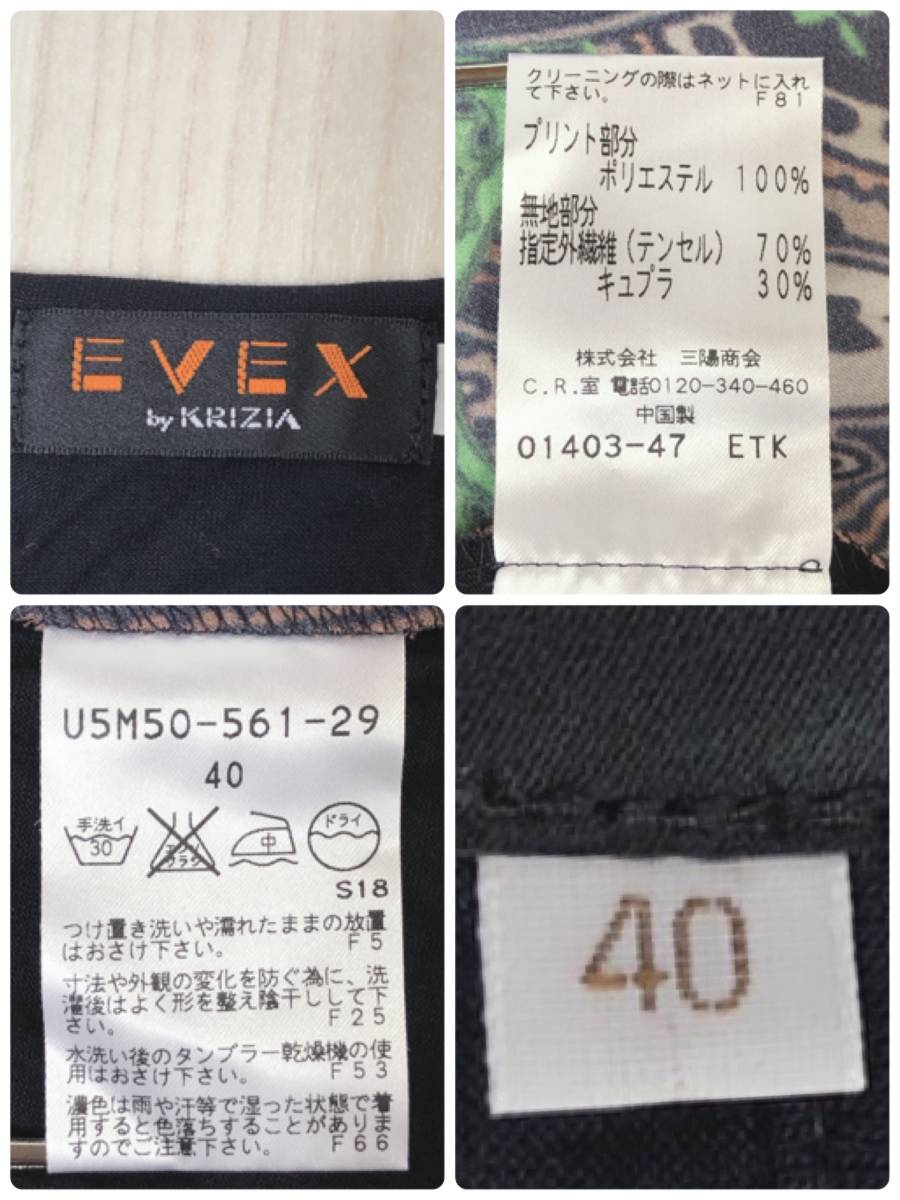 EVEX
by KRIZIA
クリーニングの際はネットに入れ
て下さい。 F81
プリント部分
ポリエステル 100%
無地部分
指定外繊維(テンセル) 70%
キュプラ 30%
株式会社 三陽商会
C.R.室 電話0120-340-460
中国製
01403-47 ETK
U5M50-561-29
40
手洗イ
30
エンソ
サラシ
中
ドライ
S18
つけ置き洗いや濡れたままの放置
はおさけ下さい。 F5
寸法や外観の変化を防ぐ為に、洗
濯後はよく形を整え陰干しして下
さい。 F25
水洗い後のタンブラー乾燥機の使
用はおさけ下さい。 F53
濃色は雨や汗等で湿った状態で着
用すると色落ちすることがありま
すのでご注意下さい。 F66
40